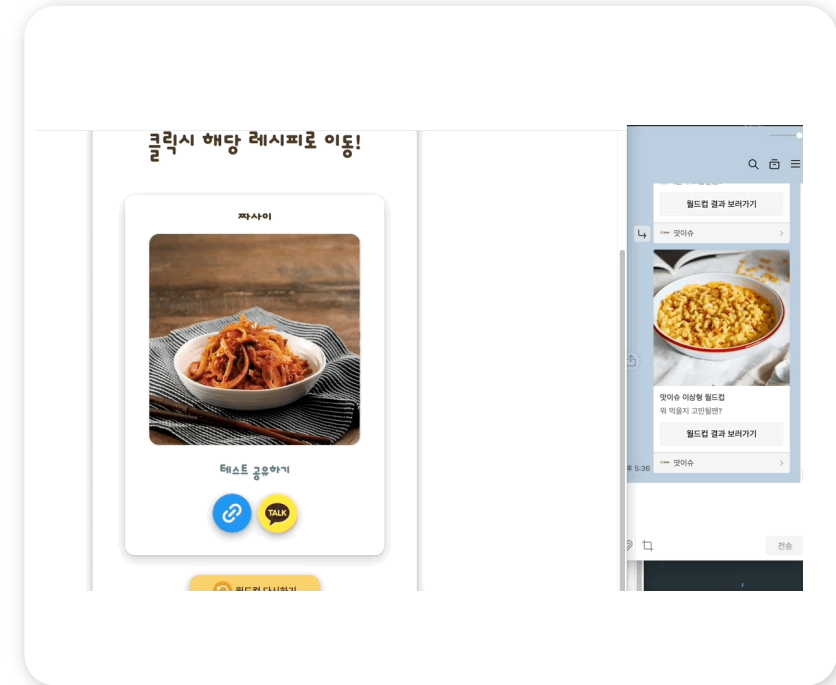 클릭시 해당 레시피로 이동!
짜사이
테스트 공유하기
TALK
월드컵 다시하기
월드컵 결과 보러가기
맛이슈
맛이슈 이상형 월드컵
뭐 먹을지 고민될땐?
월드컵 결과 보러가기
맛이슈
5:36
전송